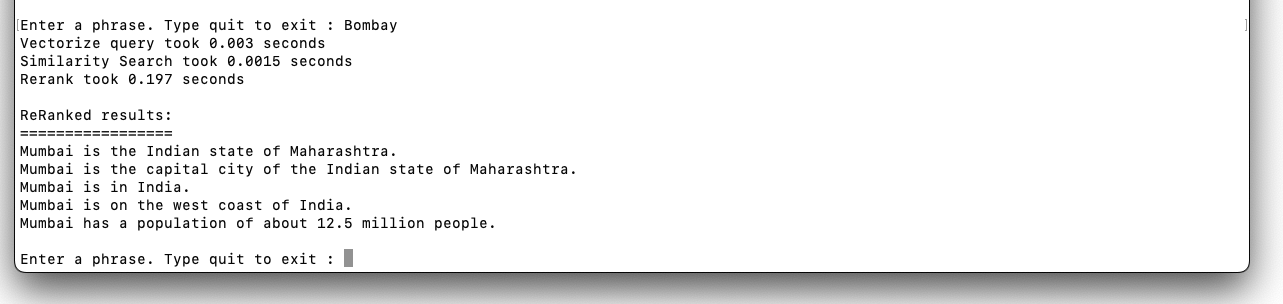 [Enter a phrase. Type quit to exit : Bombay ]
Vectorize query took 0.003 seconds
Similarity Search took 0.0015 seconds
Rerank took 0.197 seconds
ReRanked results:
=================
Mumbai is the Indian state of Maharashtra.
Mumbai is the capital city of the Indian state of Maharashtra.
Mumbai is in India.
Mumbai is on the west coast of India.
Mumbai has a population of about 12.5 million people.
Enter a phrase. Type quit to exit :